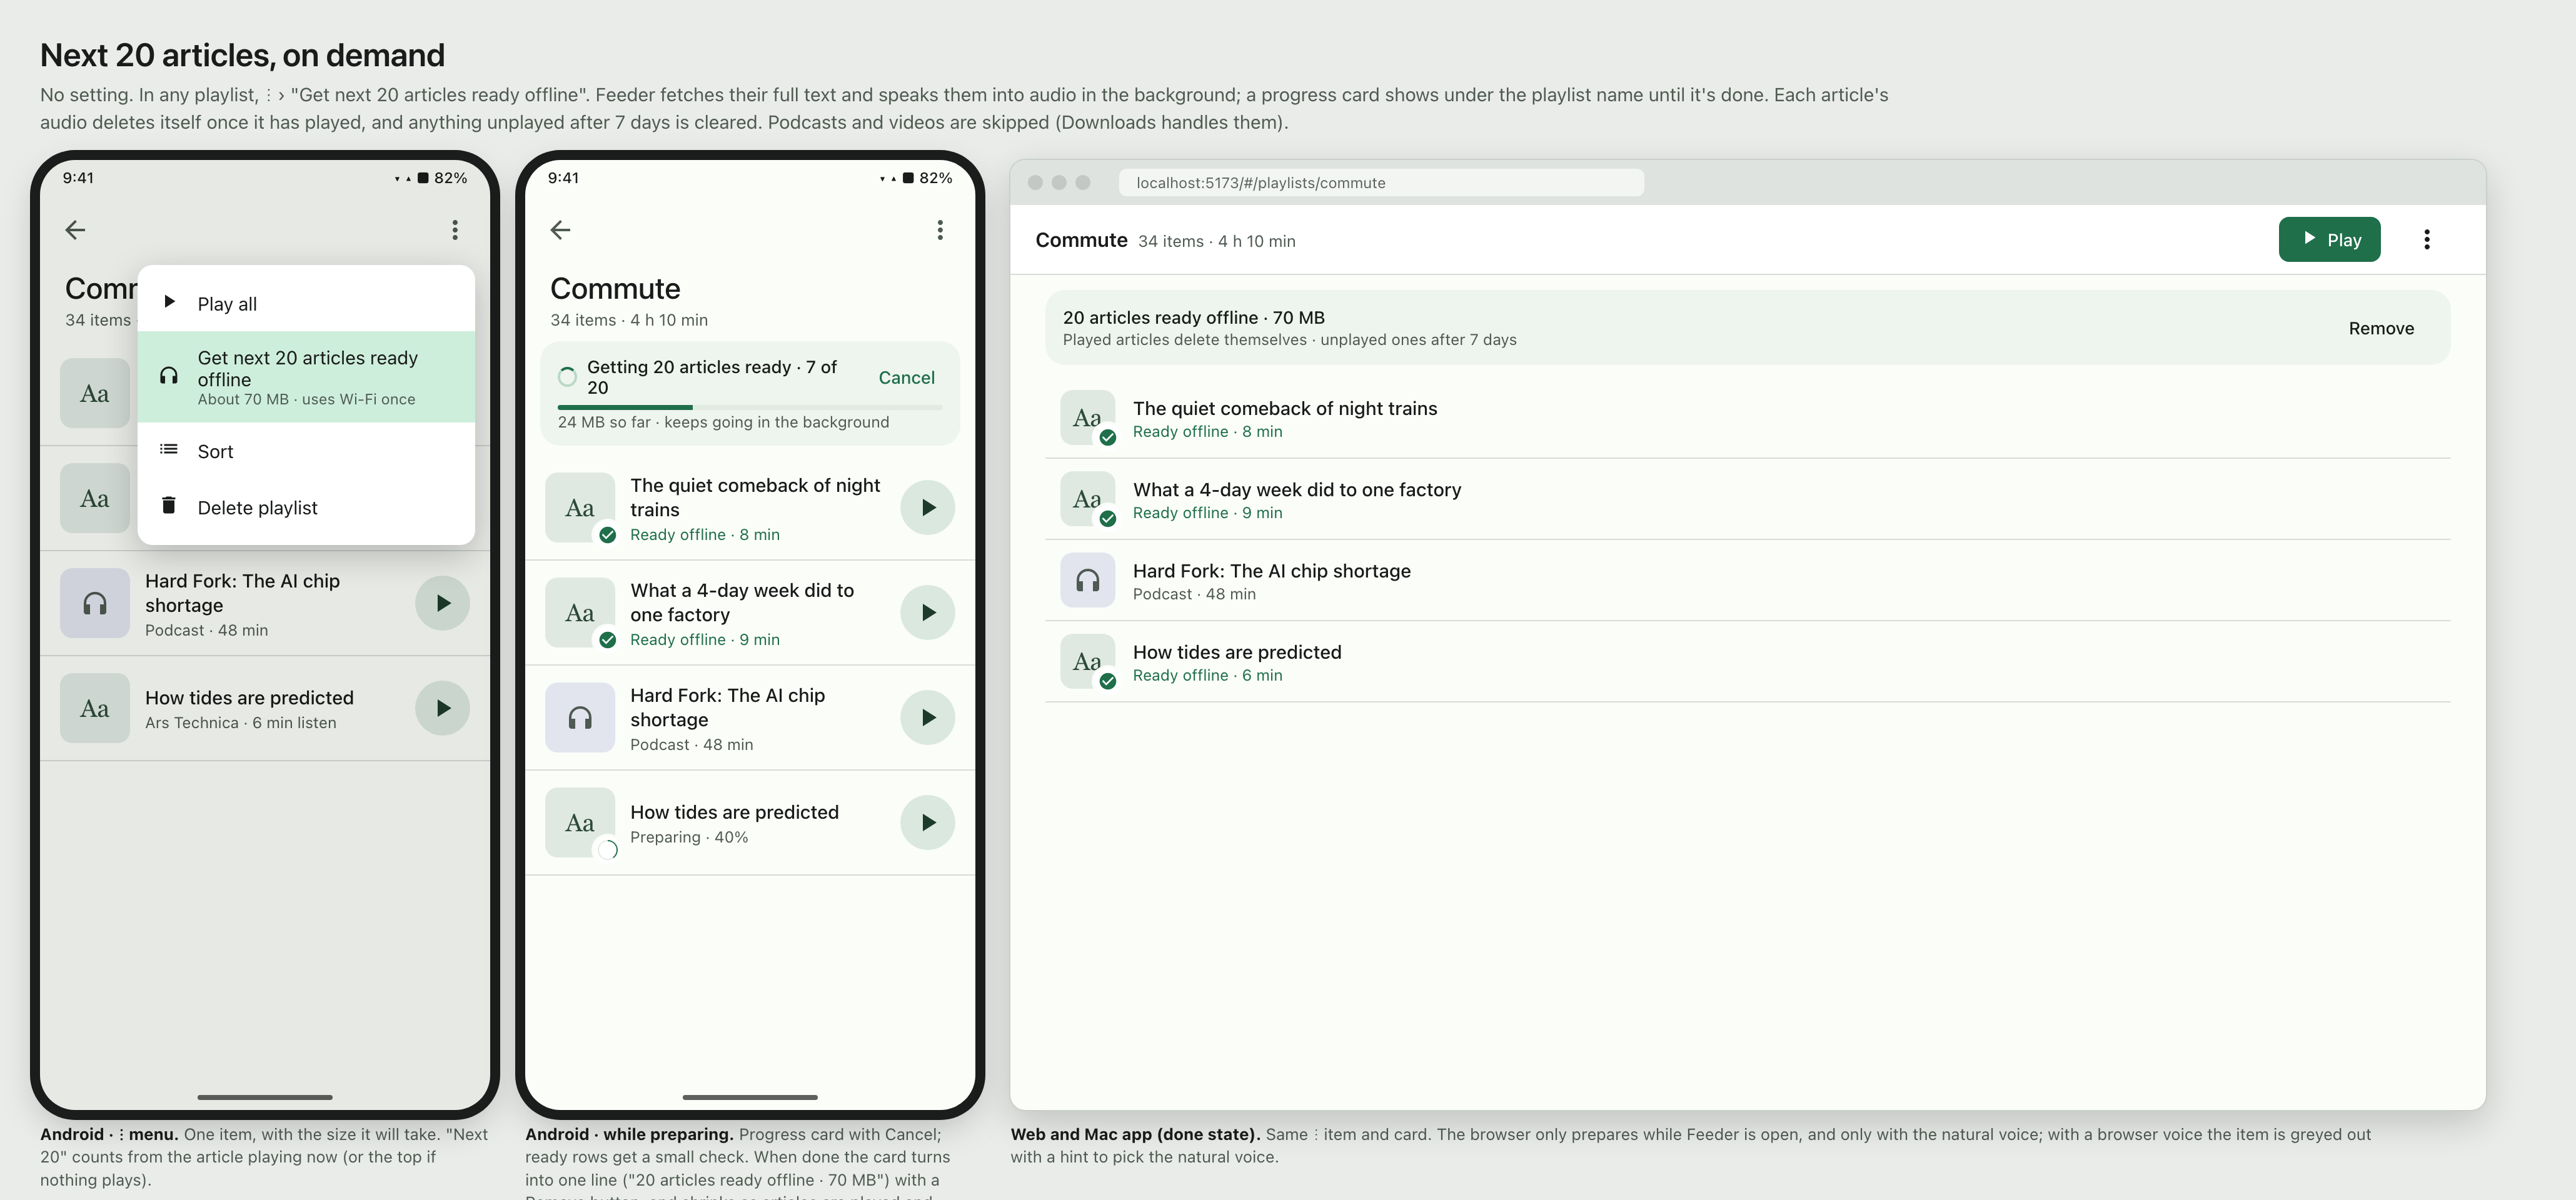 Next 20 articles, on demand
No setting. In any playlist, ⋮ › "Get next 20 articles ready offline". Feeder fetches their full text and speaks them into audio in the background; a progress card shows under the playlist name until it's done. Each article's
audio deletes itself once it has played, and anything unplayed after 7 days is cleared. Podcasts and videos are skipped (Downloads handles them).
9:41
82%
Comm
34 items ·
Play all
Get next 20 articles ready
offline
About 70 MB · uses Wi-Fi once
Sort
Delete playlist
Aa
Aa
Hard Fork: The AI chip
shortage
Podcast · 48 min
Aa
How tides are predicted
Ars Technica · 6 min listen
Android · ⋮ menu. One item, with the size it will take. "Next
20" counts from the article playing now (or the top if
nothing plays).
9:41
82%
Commute
34 items · 4 h 10 min
Getting 20 articles ready · 7 of
20
Cancel
24 MB so far · keeps going in the background
Aa
The quiet comeback of night
trains
Ready offline · 8 min
Aa
What a 4-day week did to
one factory
Ready offline · 9 min
Hard Fork: The AI chip
shortage
Podcast · 48 min
Aa
How tides are predicted
Preparing · 40%
Android · while preparing. Progress card with Cancel;
ready rows get a small check. When done the card turns
into one line ("20 articles ready offline · 70 MB") with a
localhost:5173/#/playlists/commute
Commute 34 items · 4 h 10 min
Play
20 articles ready offline · 70 MB
Played articles delete themselves · unplayed ones after 7 days
Remove
Aa
The quiet comeback of night trains
Ready offline · 8 min
Aa
What a 4-day week did to one factory
Ready offline · 9 min
Hard Fork: The AI chip shortage
Podcast · 48 min
Aa
How tides are predicted
Ready offline · 6 min
Web and Mac app (done state). Same ⋮ item and card. The browser only prepares while Feeder is open, and only with the natural voice; with a browser voice the item is greyed out
with a hint to pick the natural voice.